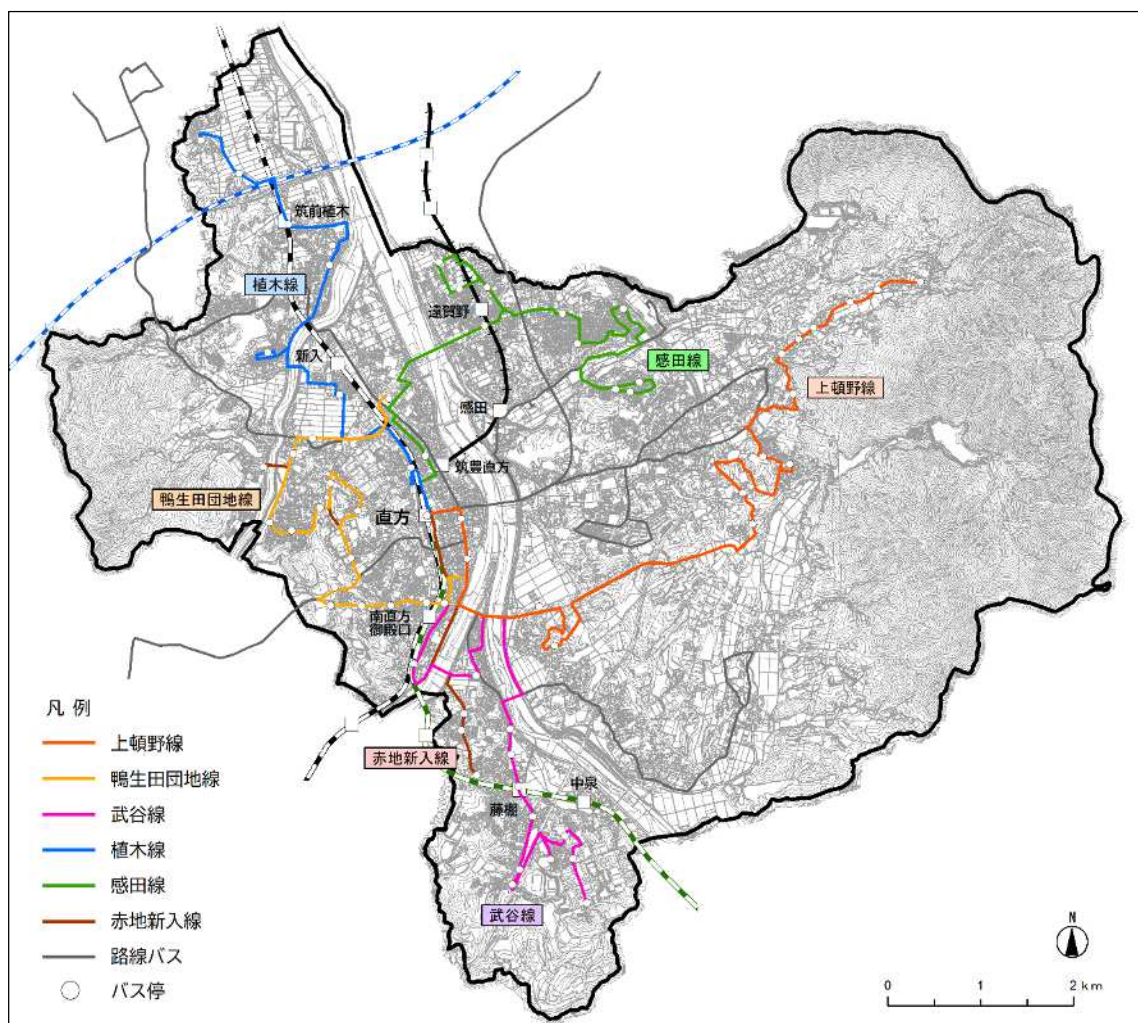 筑前植木
植木線
遠賀野
新入
感田線
上頓野線
感田
筑豊直方
鴨生田団地線
直方
南直方
御殿口
凡例
上頓野線
鴨生田団地線
武谷線
植木線
感田線
赤地新入線
路線バス
バス停
赤地新入線
中泉
藤棚
武谷線
N
0 1 2 km